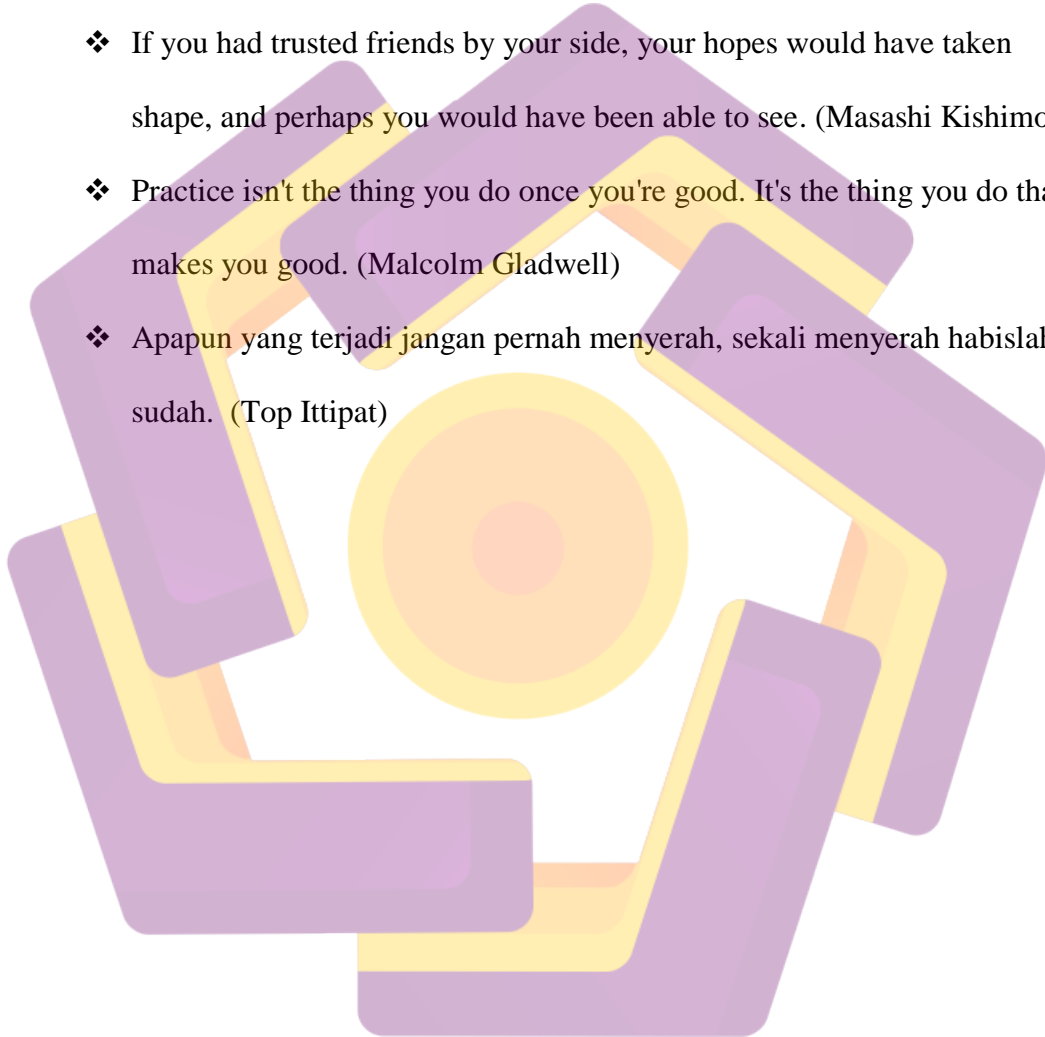 ❖ If you had trusted friends by your side, your hopes would have taken
shape, and perhaps you would have been able to see. (Masashi Kishimo
❖ Practice isn't the thing you do once you're good. It's the thing you do tha
makes you good. (Malcolm Gladwell)
❖ Apapun yang terjadi jangan pernah menyerah, sekali menyerah habislah
sudah. (Top Ittipat)